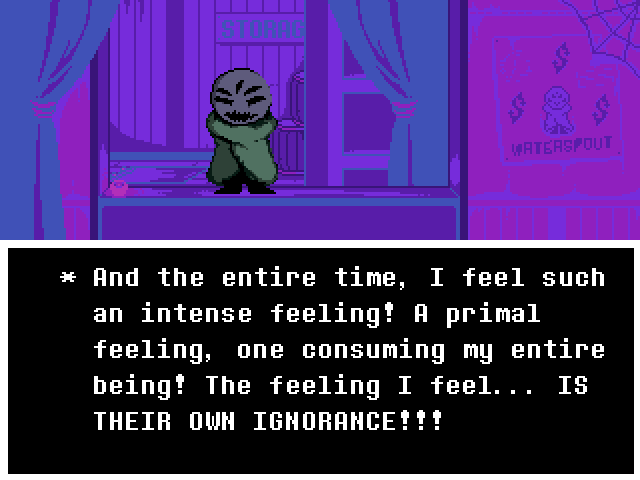 STORAG
WATERSPOUT
* And the entire time, I feel such
an intense feeling! A primal
feeling, one consuming my entire
being! The feeling I feel... IS
THEIR OWN IGNORANCE!!!